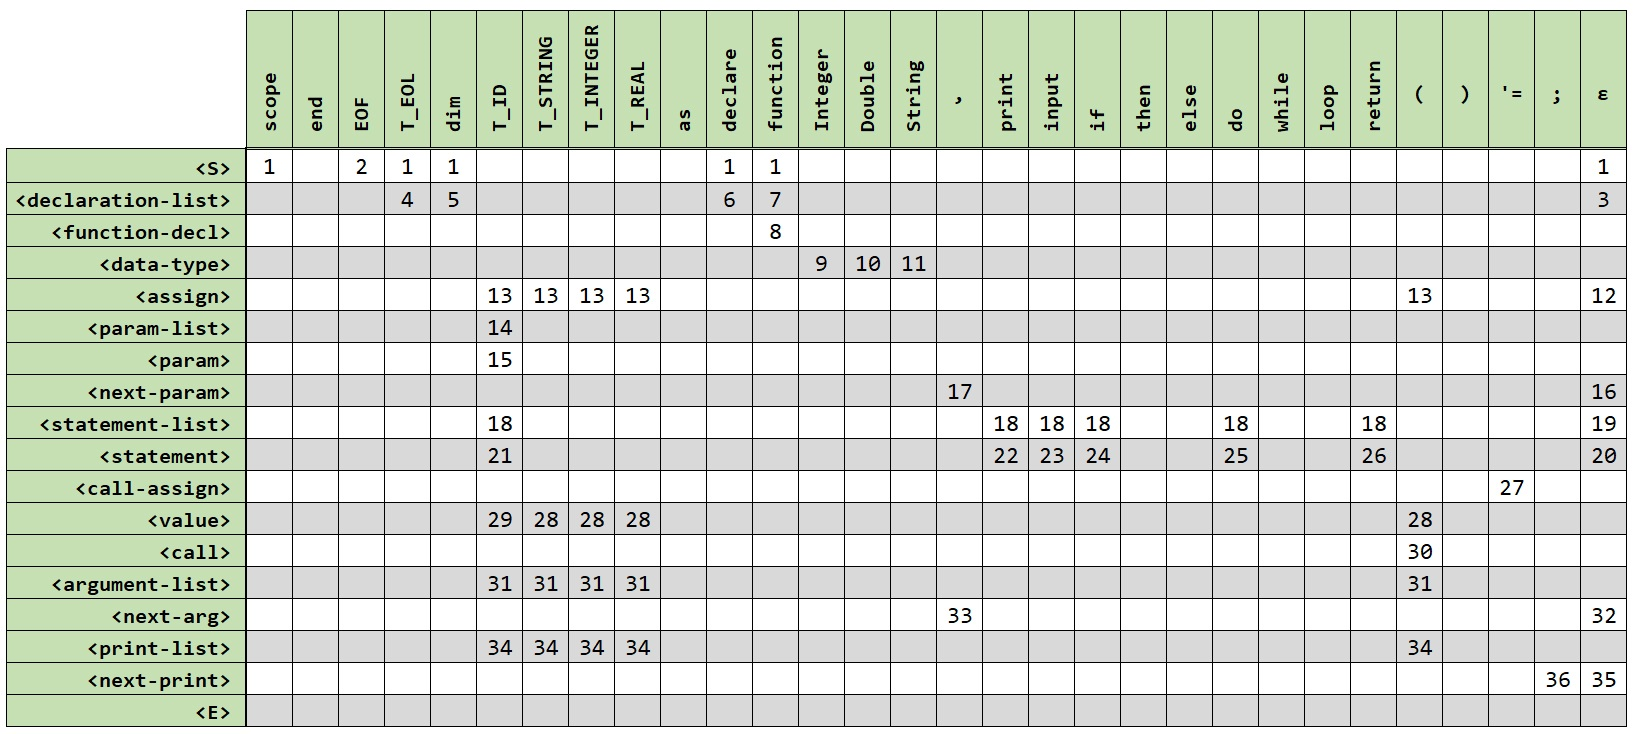 scope end EOF T_EOL dim T_ID T_STRING T_INTEGER T_REAL as declare function Integer Double String , print input if then else do while loop return ( ) '= ; ε
<S> 1 2 1 1 1 1 1
<declaration-list> 4 5 6 7 3
<function-decl> 8
<data-type> 9 10 11
<assign> 13 13 13 13 13 12
<param-list> 14
<param> 15
<next-param> 17 16
<statement-list> 18 18 18 18 18 18 19
<statement> 21 22 23 24 25 26 20
<call-assign> 27
<value> 29 28 28 28 28
<call> 30
<argument-list> 31 31 31 31 31
<next-arg> 33 32
<print-list> 34 34 34 34 34
<next-print> 36 35
<E>